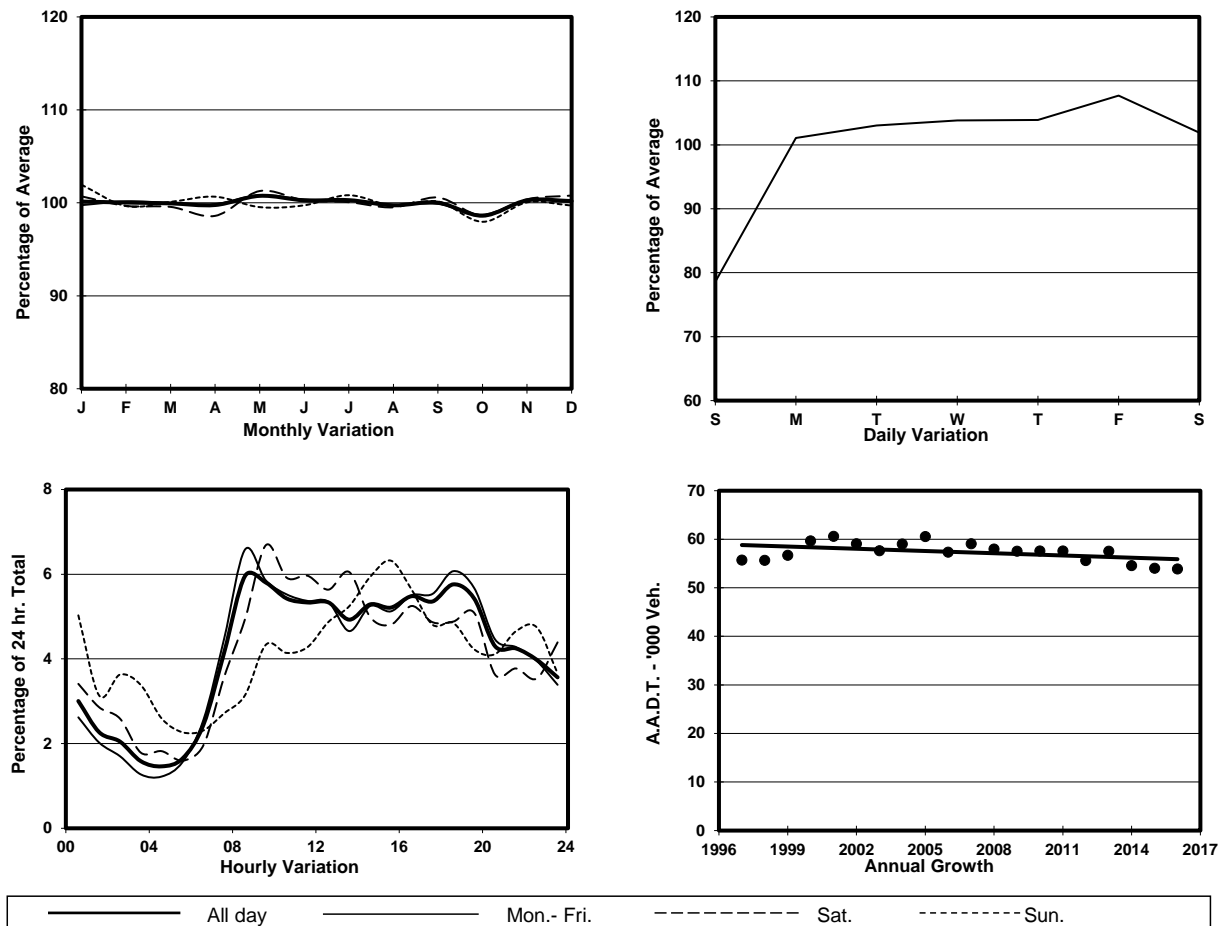 120
110
100
90
80
Percentage of Average
J F M A M J J A S O N D
Monthly Variation
120
110
100
90
80
70
60
Percentage of Average
S M T W T F S
Daily Variation
8
6
4
2
0
Percentage of 24 hr. Total
00 04 08 12 16 20 24
Hourly Variation
70
60
50
40
30
20
10
0
A.A.D.T. - '000 Veh.
1996 1999 2002 2005 2008 2011 2014 2017
Annual Growth
All day Mon.- Fri. Sat. Sun.